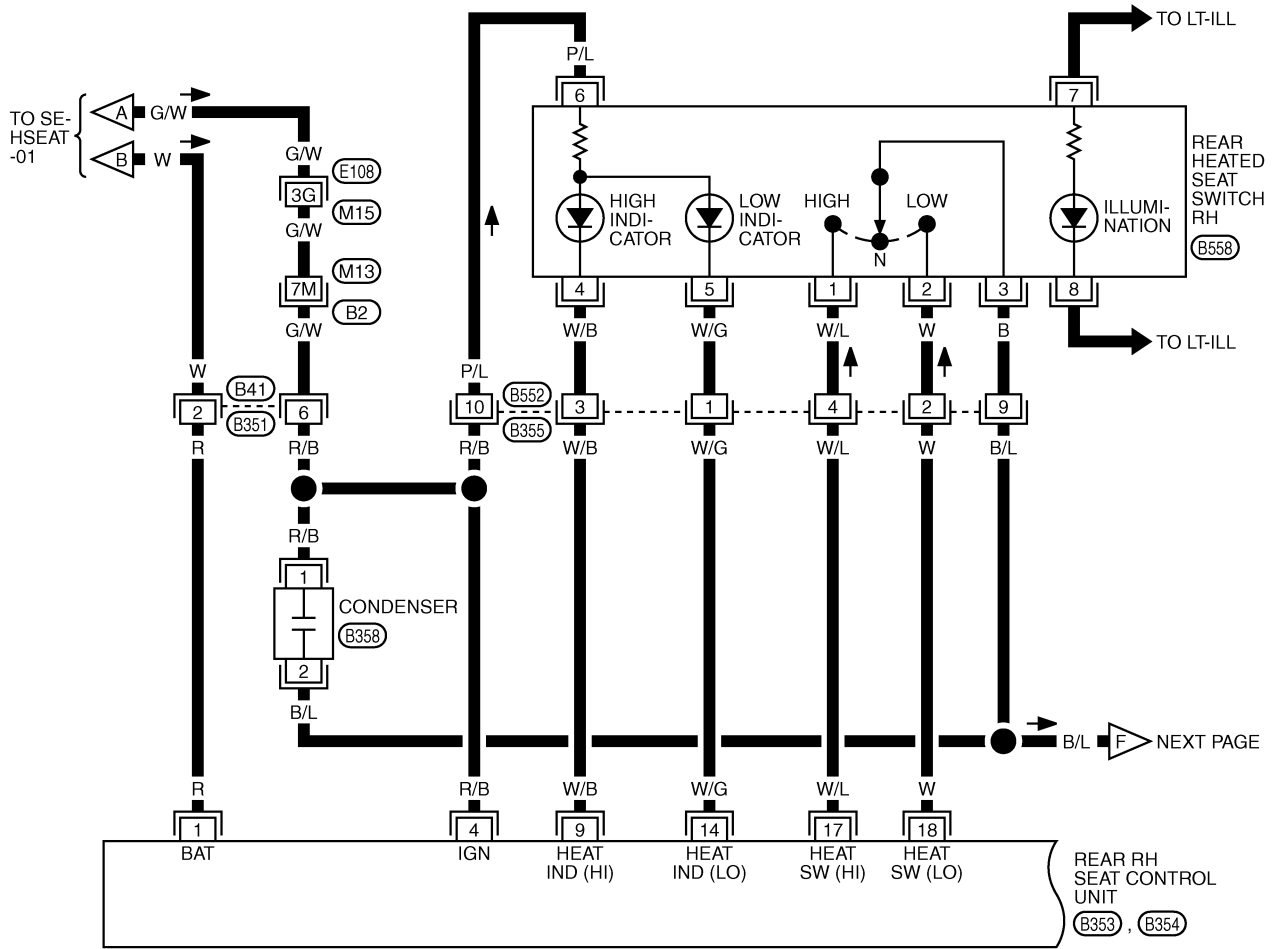 TO LT-ILL
P/L
6
7
A
G/W
TO SE-
HSEAT
-01
B
W
G/W
E108
3G
M15
G/W
M13
7M
B2
G/W
HIGH
INDI-
CATOR
LOW
INDI-
CATOR
HIGH
LOW
N
ILLUMI-
NATION
REAR
HEATED
SEAT
SWITCH
RH
B558
4
5
1
2
3
8
W/B
W/G
W/L
W
B
TO LT-ILL
W
P/L
2
B41
B351
6
10
B552
B355
3
1
4
2
9
R
R/B
R/B
W/B
W/G
W/L
W
B/L
R/B
1
CONDENSER
B358
2
B/L
B/L
F
NEXT PAGE
R
R/B
W/B
W/G
W/L
W
1
4
9
14
17
18
BAT
IGN
HEAT
IND (HI)
HEAT
IND (LO)
HEAT
SW (HI)
HEAT
SW (LO)
REAR RH
SEAT CONTROL
UNIT
B353 , B354